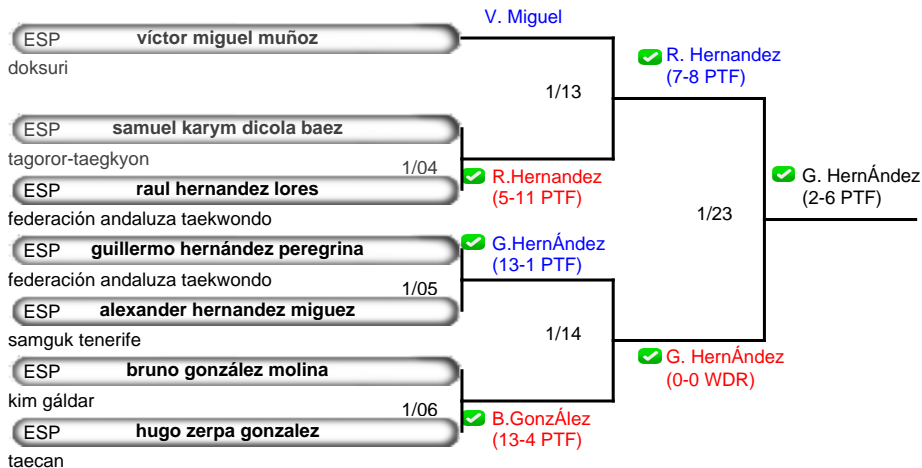 V. Miguel
ESP víctor miguel muñoz
doksuri
R. Hernandez
(7-8 PTF)
1/13
ESP samuel karym dicola baez
tagoror-taegkyon
1/04
ESP raul hernandez lores
federación andaluza taekwondo
R.Hernandez
(5-11 PTF)
G. HernÁndez
(2-6 PTF)
1/23
ESP guillermo hernández peregrina
federación andaluza taekwondo
G.HernÁndez
(13-1 PTF)
1/05
ESP alexander hernandez miguez
samguk tenerife
1/14
G. HernÁndez
(0-0 WDR)
ESP bruno gonzález molina
kim gáldar
1/06
ESP hugo zerpa gonzalez
taecan
B.GonzÁlez
(13-4 PTF)